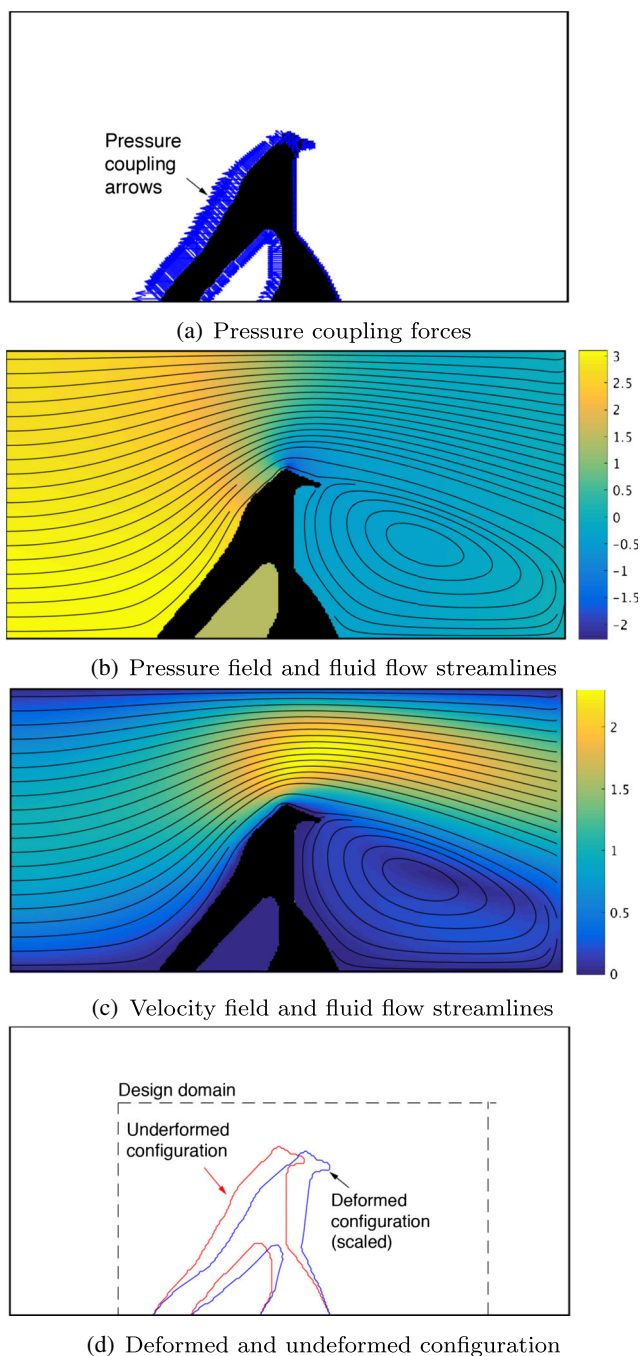 Pressure
coupling
arrows
(a) Pressure coupling forces
3
2.5
2
1.5
1
0.5
0
-0.5
-1
-1.5
-2
(b) Pressure field and fluid flow streamlines
2
1.5
1
0.5
0
(c) Velocity field and fluid flow streamlines
Design domain
Underformed
configuration
Deformed
configuration
(scaled)
(d) Deformed and undeformed configuration